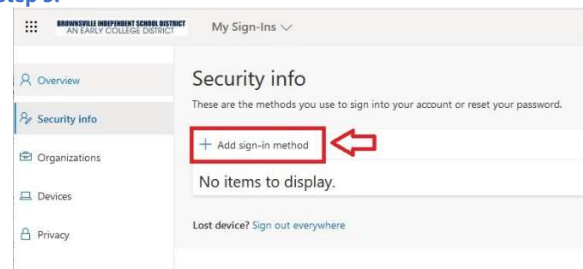 BROWNSVILLE INDEPENDENT SCHOOL DISTRICT
AN EARLY COLLEGE DISTRICT
My Sign-Ins
Overview
Security info
Organizations
Devices
Privacy
Security info
These are the methods you use to sign into your account or reset your password.
+ Add sign-in method
No items to display.
Lost device? Sign out everywhere